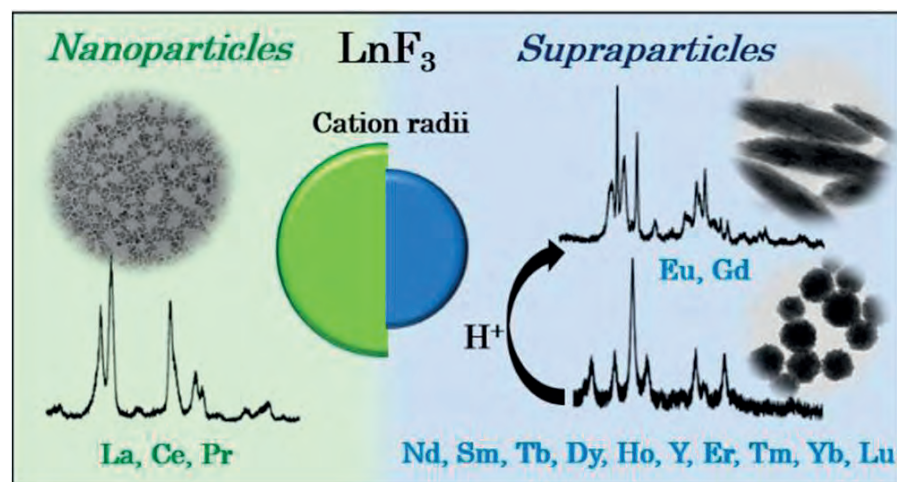 Nanoparticles
LnF₃
Supraparticles
Cation radii
Eu, Gd
H⁺
La, Ce, Pr
Nd, Sm, Tb, Dy, Ho, Y, Er, Tm, Yb, Lu